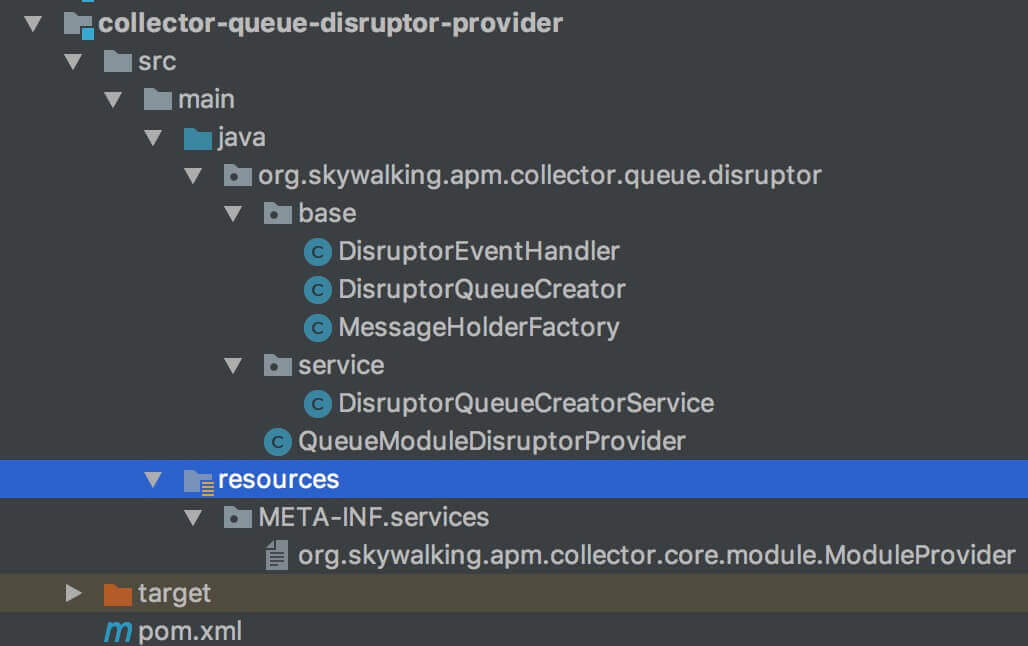 collector-queue-disruptor-provider
src
main
java
org.skywalking.apm.collector.queue.disruptor
base
C DisruptorEventHandler
C DisruptorQueueCreator
C MessageHolderFactory
service
C DisruptorQueueCreatorService
C QueueModuleDisruptorProvider
resources
META-INF.services
org.skywalking.apm.collector.core.module.ModuleProvider
target
m pom.xml